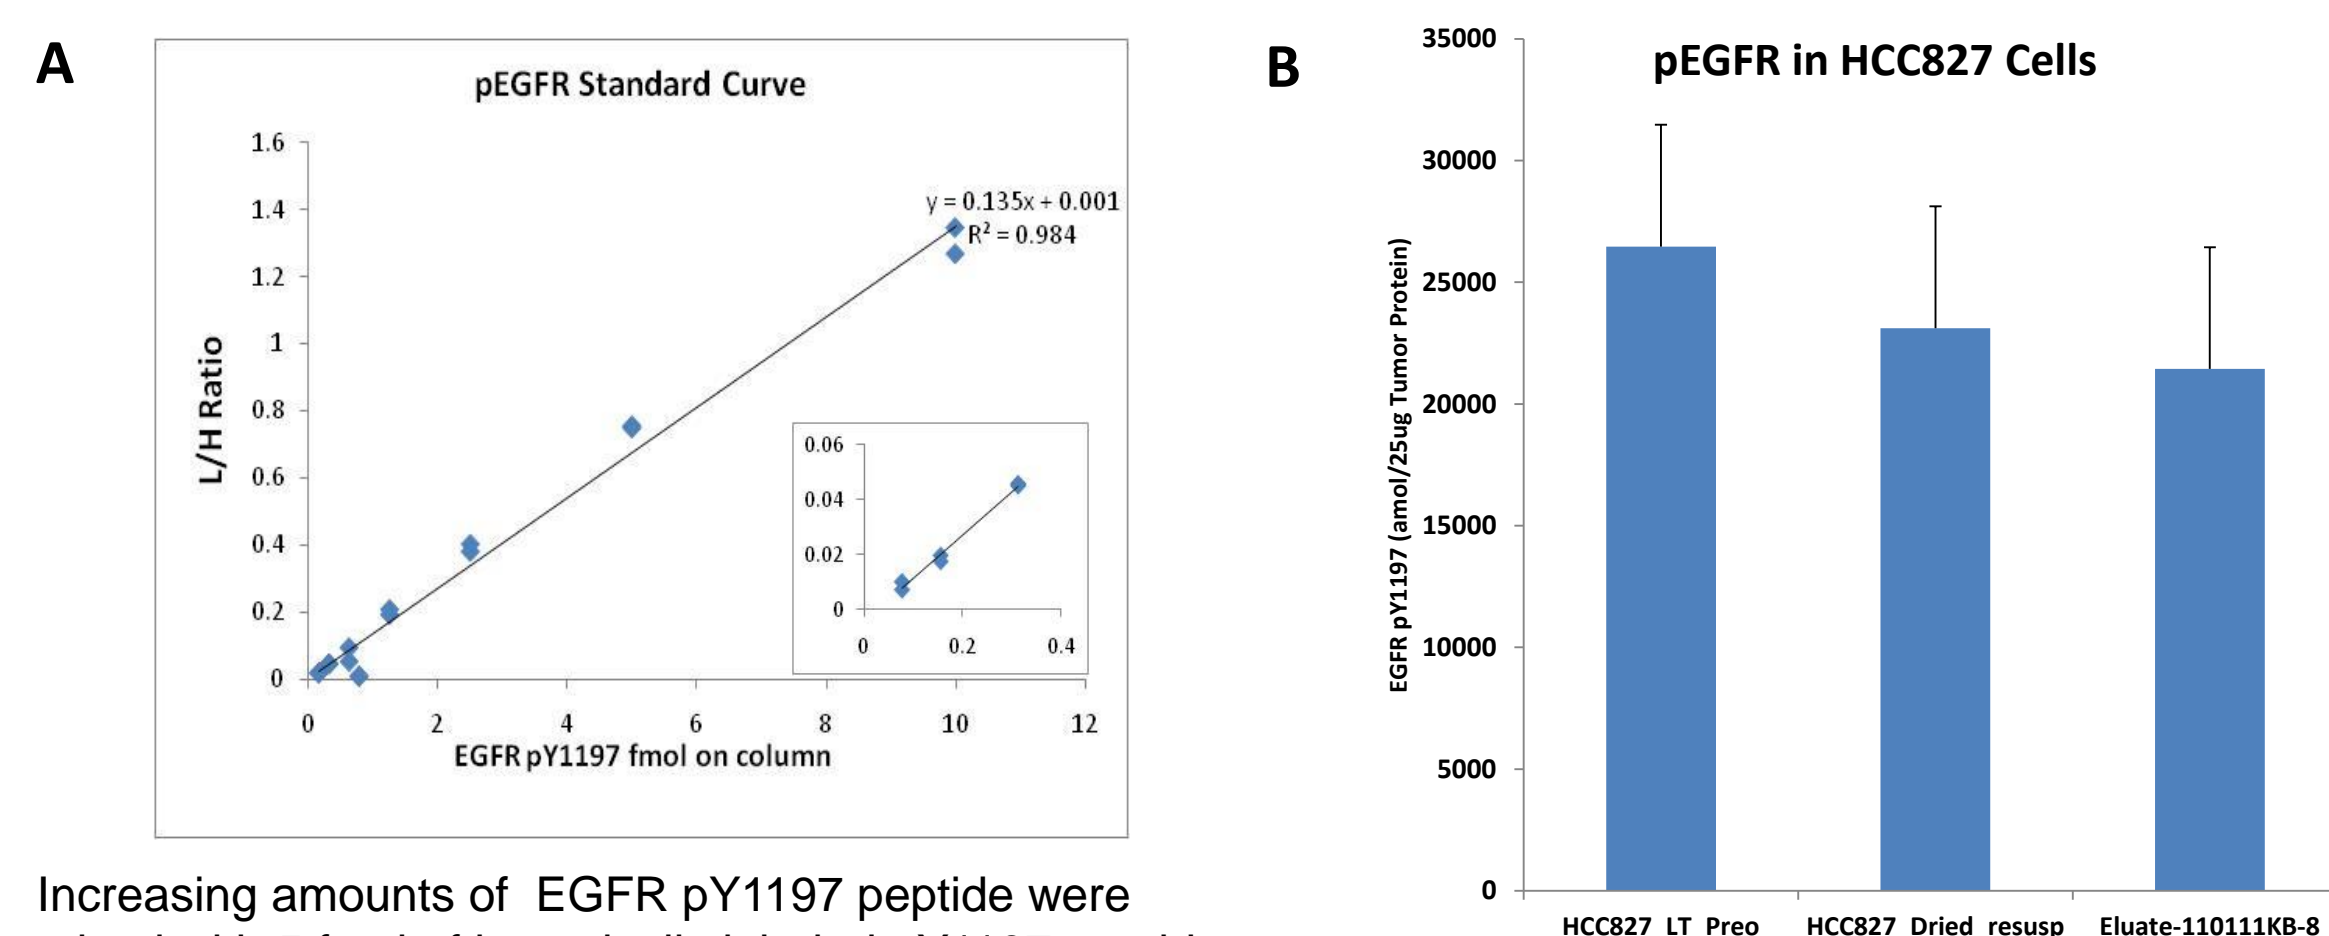 A
pEGFR Standard Curve
1.6
1.4
1.2
1
0.8
0.6
0.4
0.2
0
L/H Ratio
y = 0.135x + 0.001
R² = 0.984
0.06
0.04
0.02
0
0 0.2 0.4
0 2 4 6 8 10 12
EGFR pY1197 fmol on column
Increasing amounts of EGFR pY1197 peptide were
B
pEGFR in HCC827 Cells
35000
30000
25000
20000
15000
10000
5000
0
EGFR pY1197 (amol/25ug Tumor Protein)
HCC827 LT Preo HCC827 Dried resusp Eluate-110111KB-8